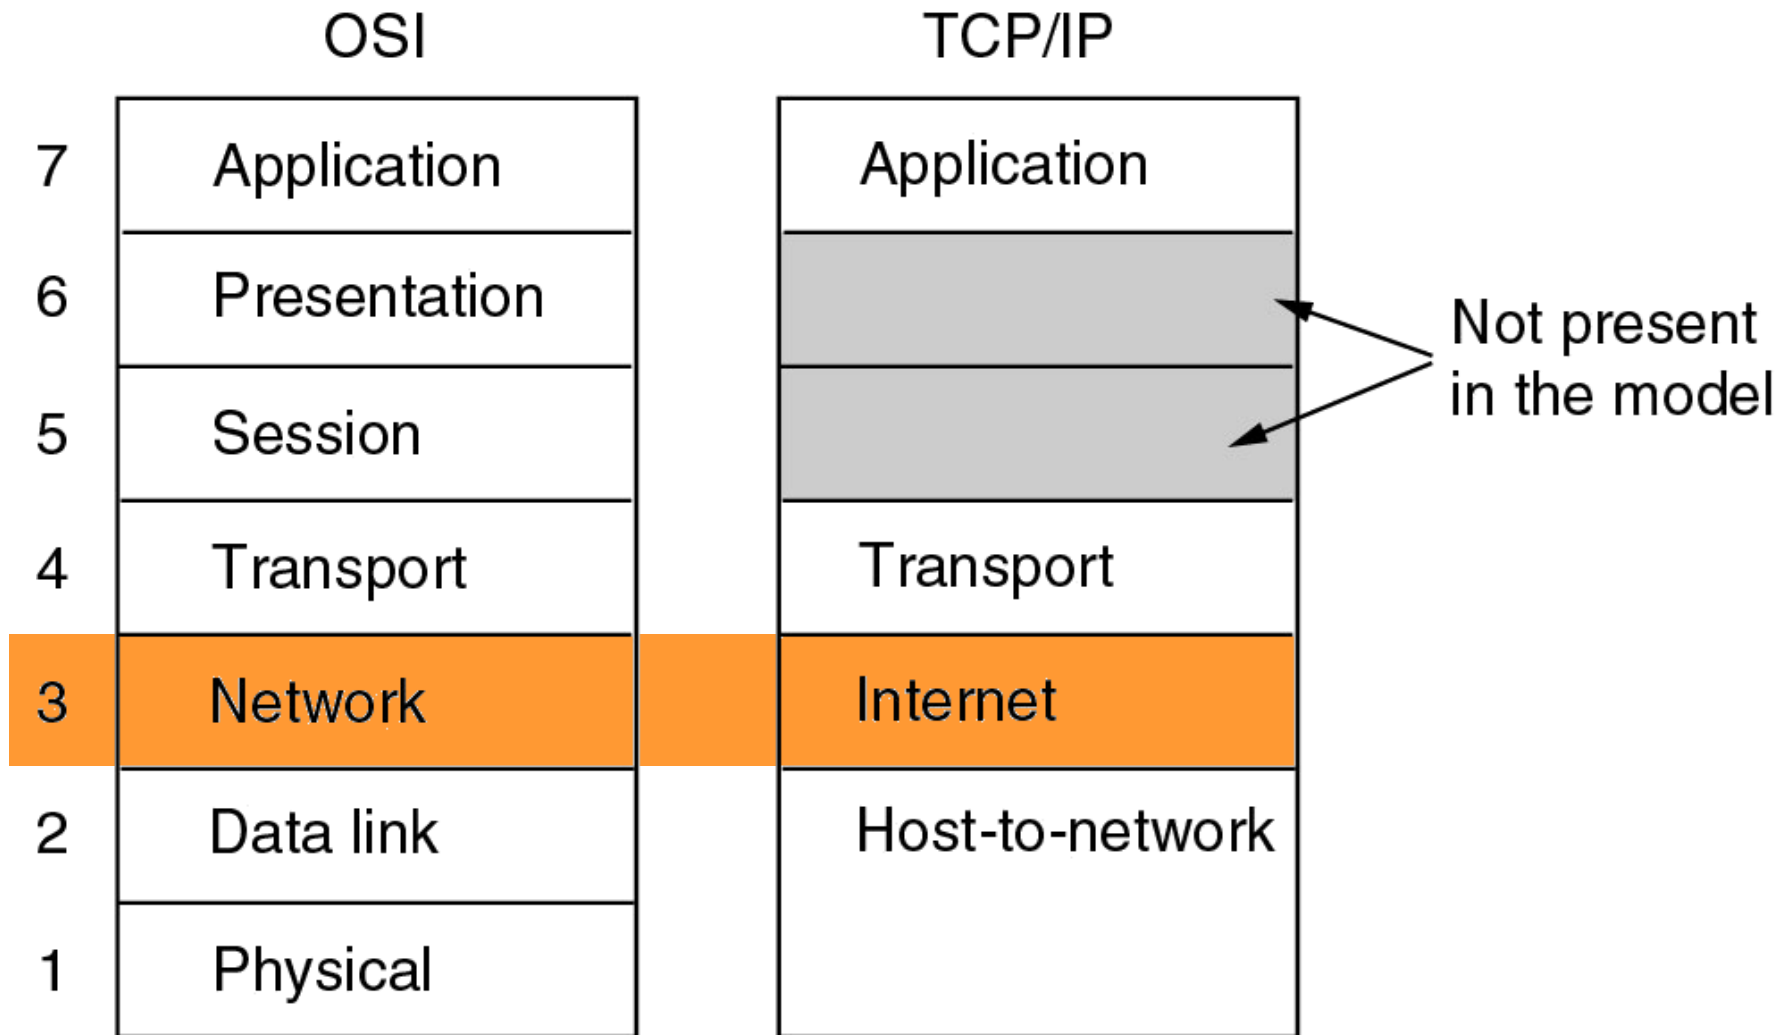 OSI TCP/IP
7 Application Application
6 Presentation
5 Session
Not present
in the model
4 Transport Transport
3 Network Internet
2 Data link Host-to-network
1 Physical